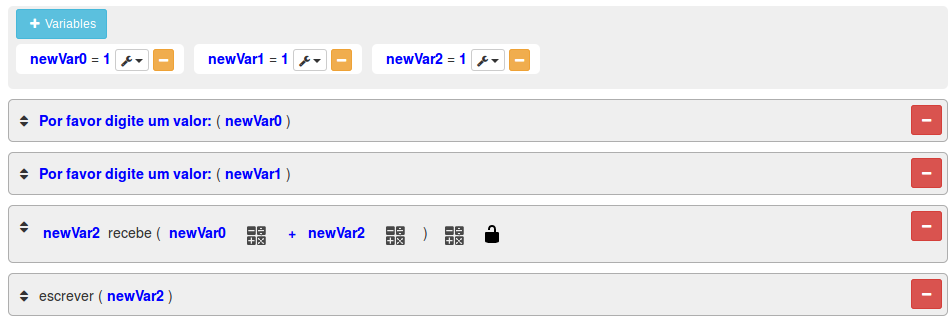 + Variables
newVar0 = 1 newVar1 = 1 newVar2 = 1
Por favor digite um valor: ( newVar0 )
Por favor digite um valor: ( newVar1 )
newVar2 recebe ( newVar0 + newVar2 )
escrever ( newVar2 )